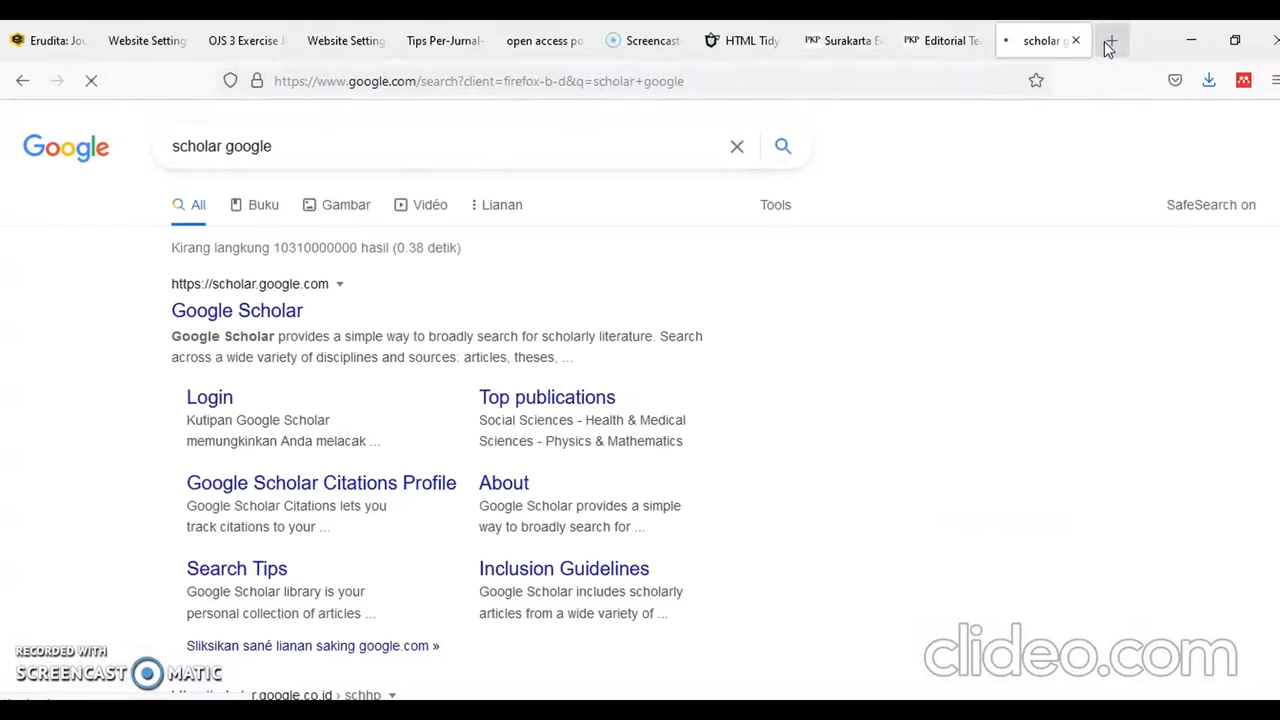 Erudita: Jou
Website Setting
OJS 3 Exercise J
Website Setting
Tips Per-Jurnal-
open access po
Screencast-
HTML Tidy
PKP Surakarta E
PKP Editorial Te
scholar g
https://www.google.com/search?client=firefox-b-d&q=scholar+google
Google
scholar google
All
Buku
Gambar
Vidéo
Lianan
Tools
SafeSearch on
Kirang langkung 10310000000 hasil (0.38 detik)
https://scholar.google.com
Google Scholar
Google Scholar provides a simple way to broadly search for scholarly literature. Search
across a wide variety of disciplines and sources: articles, theses, ...
Login
Kutipan Google Scholar
memungkinkan Anda melacak ...
Top publications
Social Sciences - Health & Medical
Sciences - Physics & Mathematics
Google Scholar Citations Profile
Google Scholar Citations lets you
track citations to your ...
About
Google Scholar provides a simple
way to broadly search for ...
Search Tips
Google Scholar library is your
personal collection of articles ...
Inclusion Guidelines
Google Scholar includes scholarly
articles from a wide variety of ...
Sliksikan sané lianan saking google.com »
r.google.co.id › schhp
RECORDED WITH
SCREENCAST MATIC
clideo.com